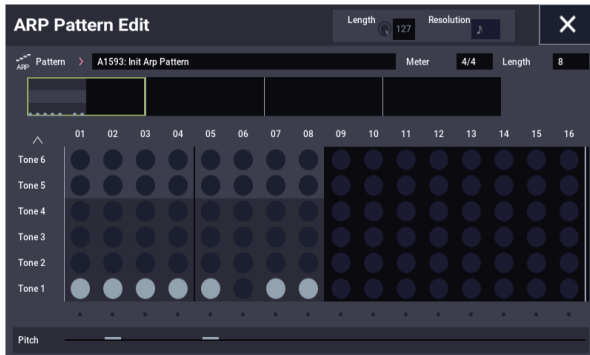 ARP Pattern Edit
Length 127 Resolution ♪
ARP Pattern > A1593: Init Arp Pattern Meter 4/4 Length 8
01 02 03 04 05 06 07 08 09 10 11 12 13 14 15 16
Tone 6
Tone 5
Tone 4
Tone 3
Tone 2
Tone 1
Pitch